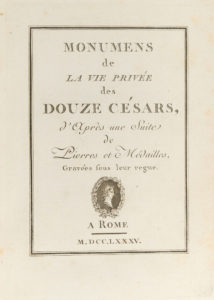 MONUMENS
de
LA VIE PRIVÉE
des
DOUZE CÉSARS,
d'Après une Suite
de
Pierres et Médailles,
Gravées sous leur regne.
A ROME
M,DCC.LXXXV.